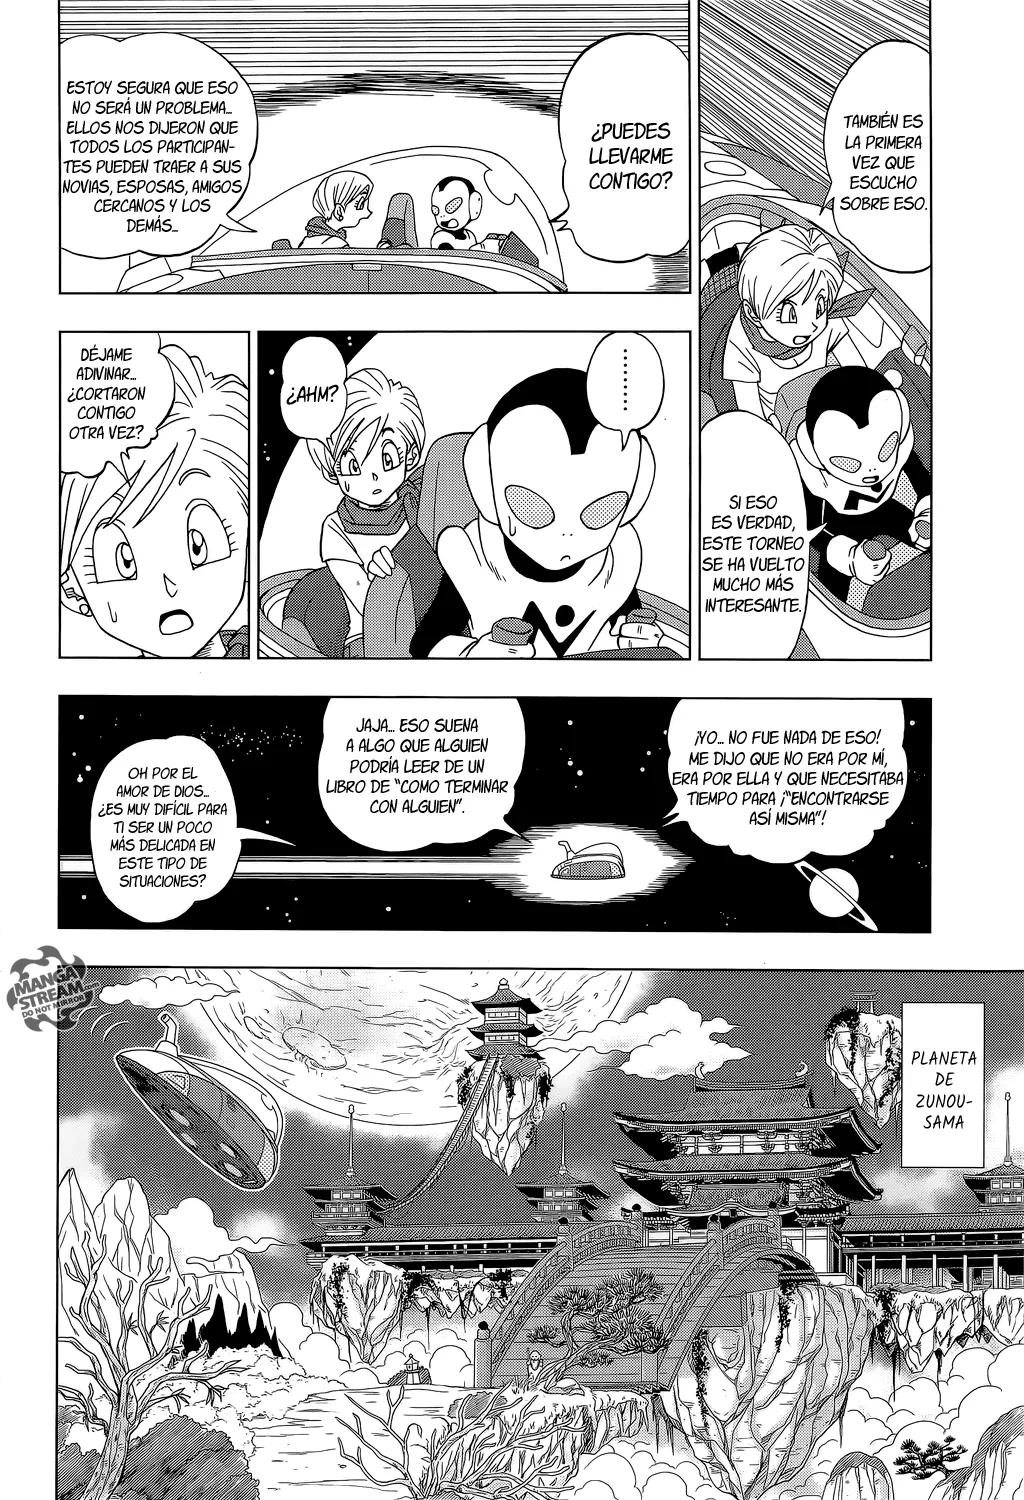 TAMBIÉN ES
LA PRIMERA
VEZ QUE
ESCUCHO
SOBRE ESO.
SI ESO
ES VERDAD,
ESTE TORNEO
SE HA VUELTO
MUCHO MÁS
INTERESANTE.
¿PUEDES
LLEVARME
CONTIGO?
ESTOY SEGURA QUE ESO
NO SERÁ UN PROBLEMA...
ELLOS NOS DIJERON QUE
TODOS LOS PARTICIPAN-
TES PUEDEN TRAER A SUS
NOVIAS, ESPOSAS, AMIGOS
CERCANOS Y LOS
DEMÁS...
........
¿AHM?
DÉJAME
ADIVINAR...
¿CORTARON
CONTIGO
OTRA VEZ?
¡YO... NO FUE NADA DE ESO!
ME DIJO QUE NO ERA POR MÍ,
ERA POR ELLA Y QUE NECESITABA
TIEMPO PARA ¡"ENCONTRARSE
ASÍ MISMA"!
JAJA... ESO SUENA
A ALGO QUE ALGUIEN
PODRÍA LEER DE UN
LIBRO DE "COMO TERMINAR
CON ALGUIEN".
OH POR EL
AMOR DE DIOS...
¿ES MUY DIFÍCIL PARA
TI SER UN POCO
MÁS DELICADA EN
ESTE TIPO DE
SITUACIONES?
PLANETA
DE
ZUNOU-
SAMA
MANGA
STREAM.com
DO NOT MIRROR